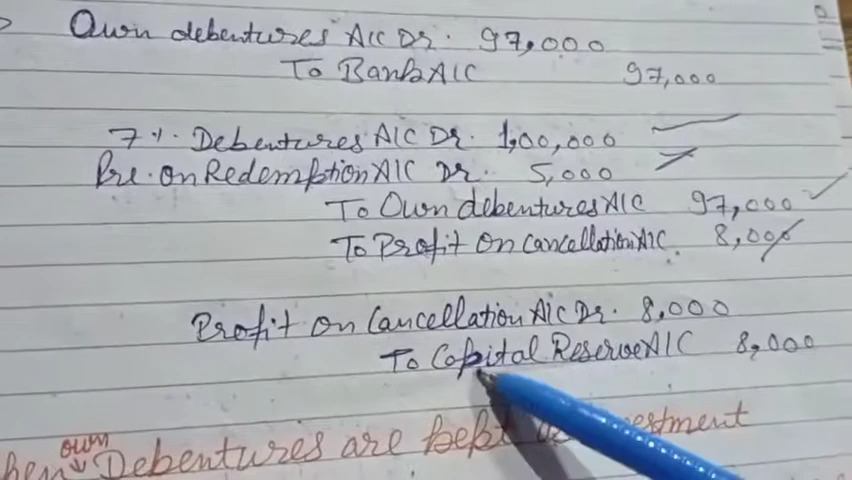 Own debentures A/C Dr. 97,000
To Bank A/C 97,000
7%. Debentures A/C Dr. 1,00,000
Pre. on Redemption A/C Dr. 5,000
To Own debentures A/C 97,000
To Profit on Cancellation A/C. 8,000
Profit on Cancellation A/C Dr. 8,000
To Capital Reserve A/C 8,000
own
Debentures are kept